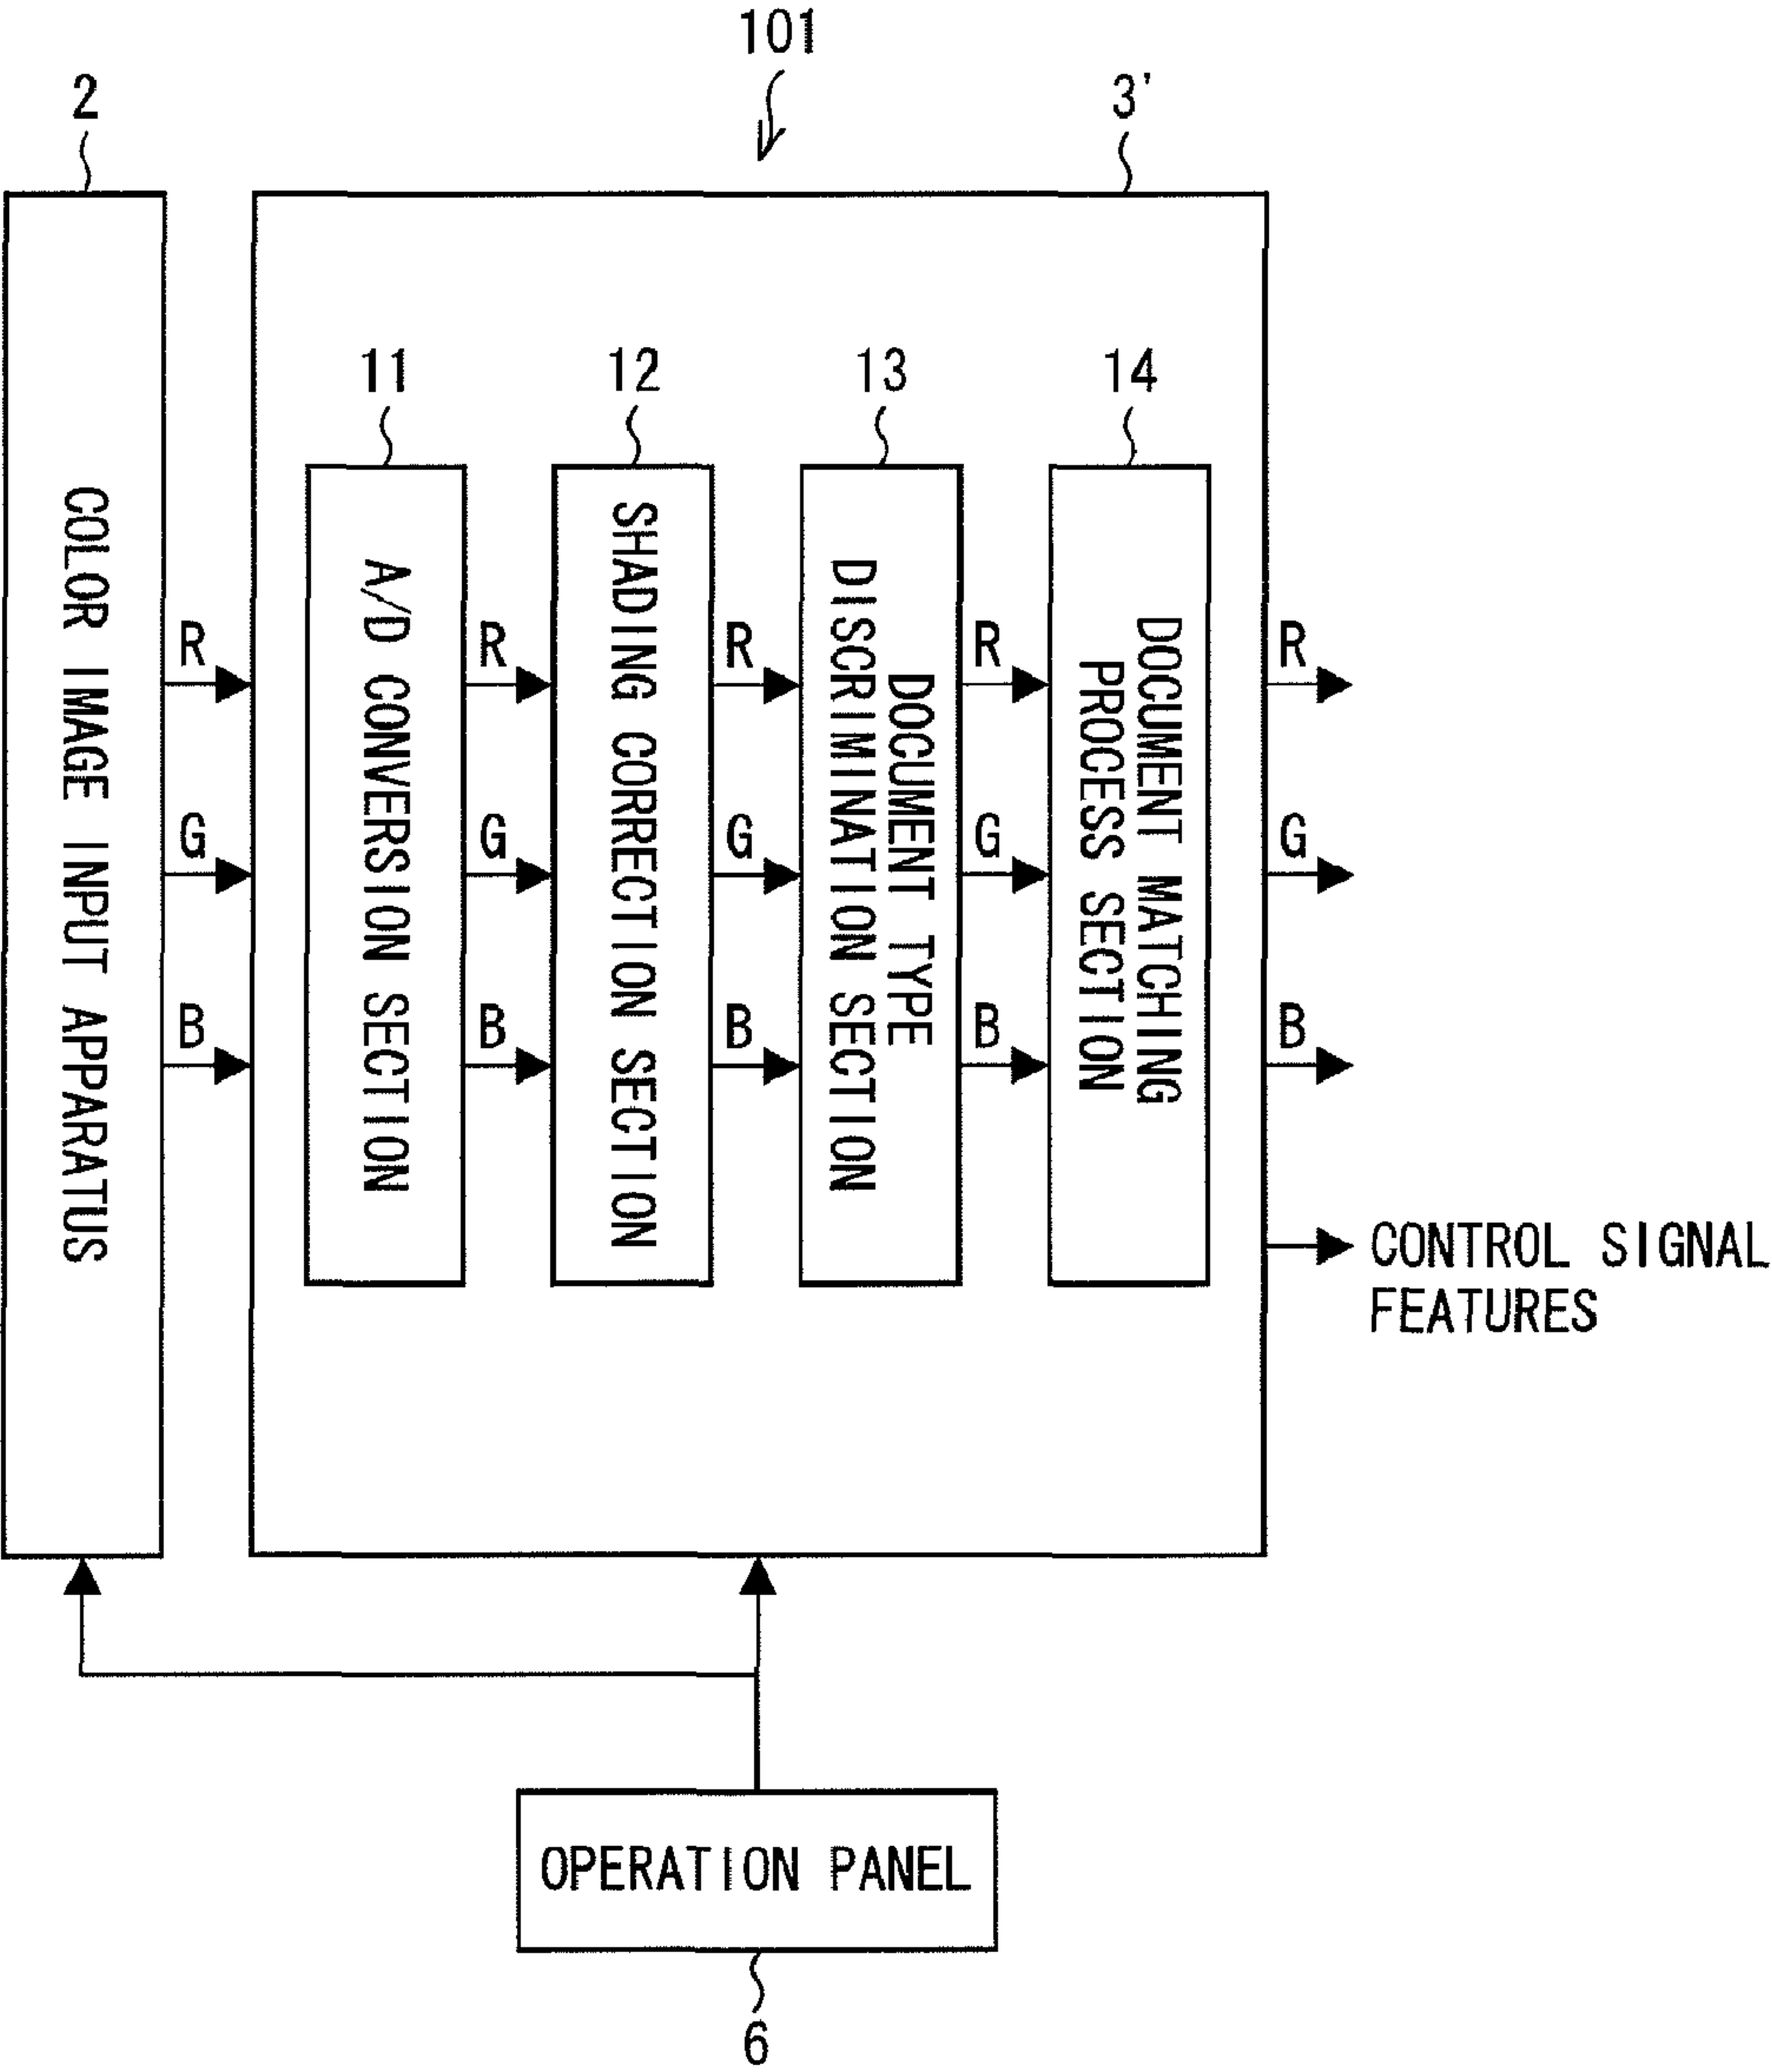 101
2
3'
11
12
13
14
COLOR IMAGE INPUT APPARATUS
R
G
B
A/D CONVERSION SECTION
R
G
B
SHADING CORRECTION SECTION
R
G
B
DOCUMENT TYPE
DISCRIMINATION SECTION
R
G
B
DOCUMENT MATCHING
PROCESS SECTION
R
G
B
CONTROL SIGNAL
FEATURES
OPERATION PANEL
6